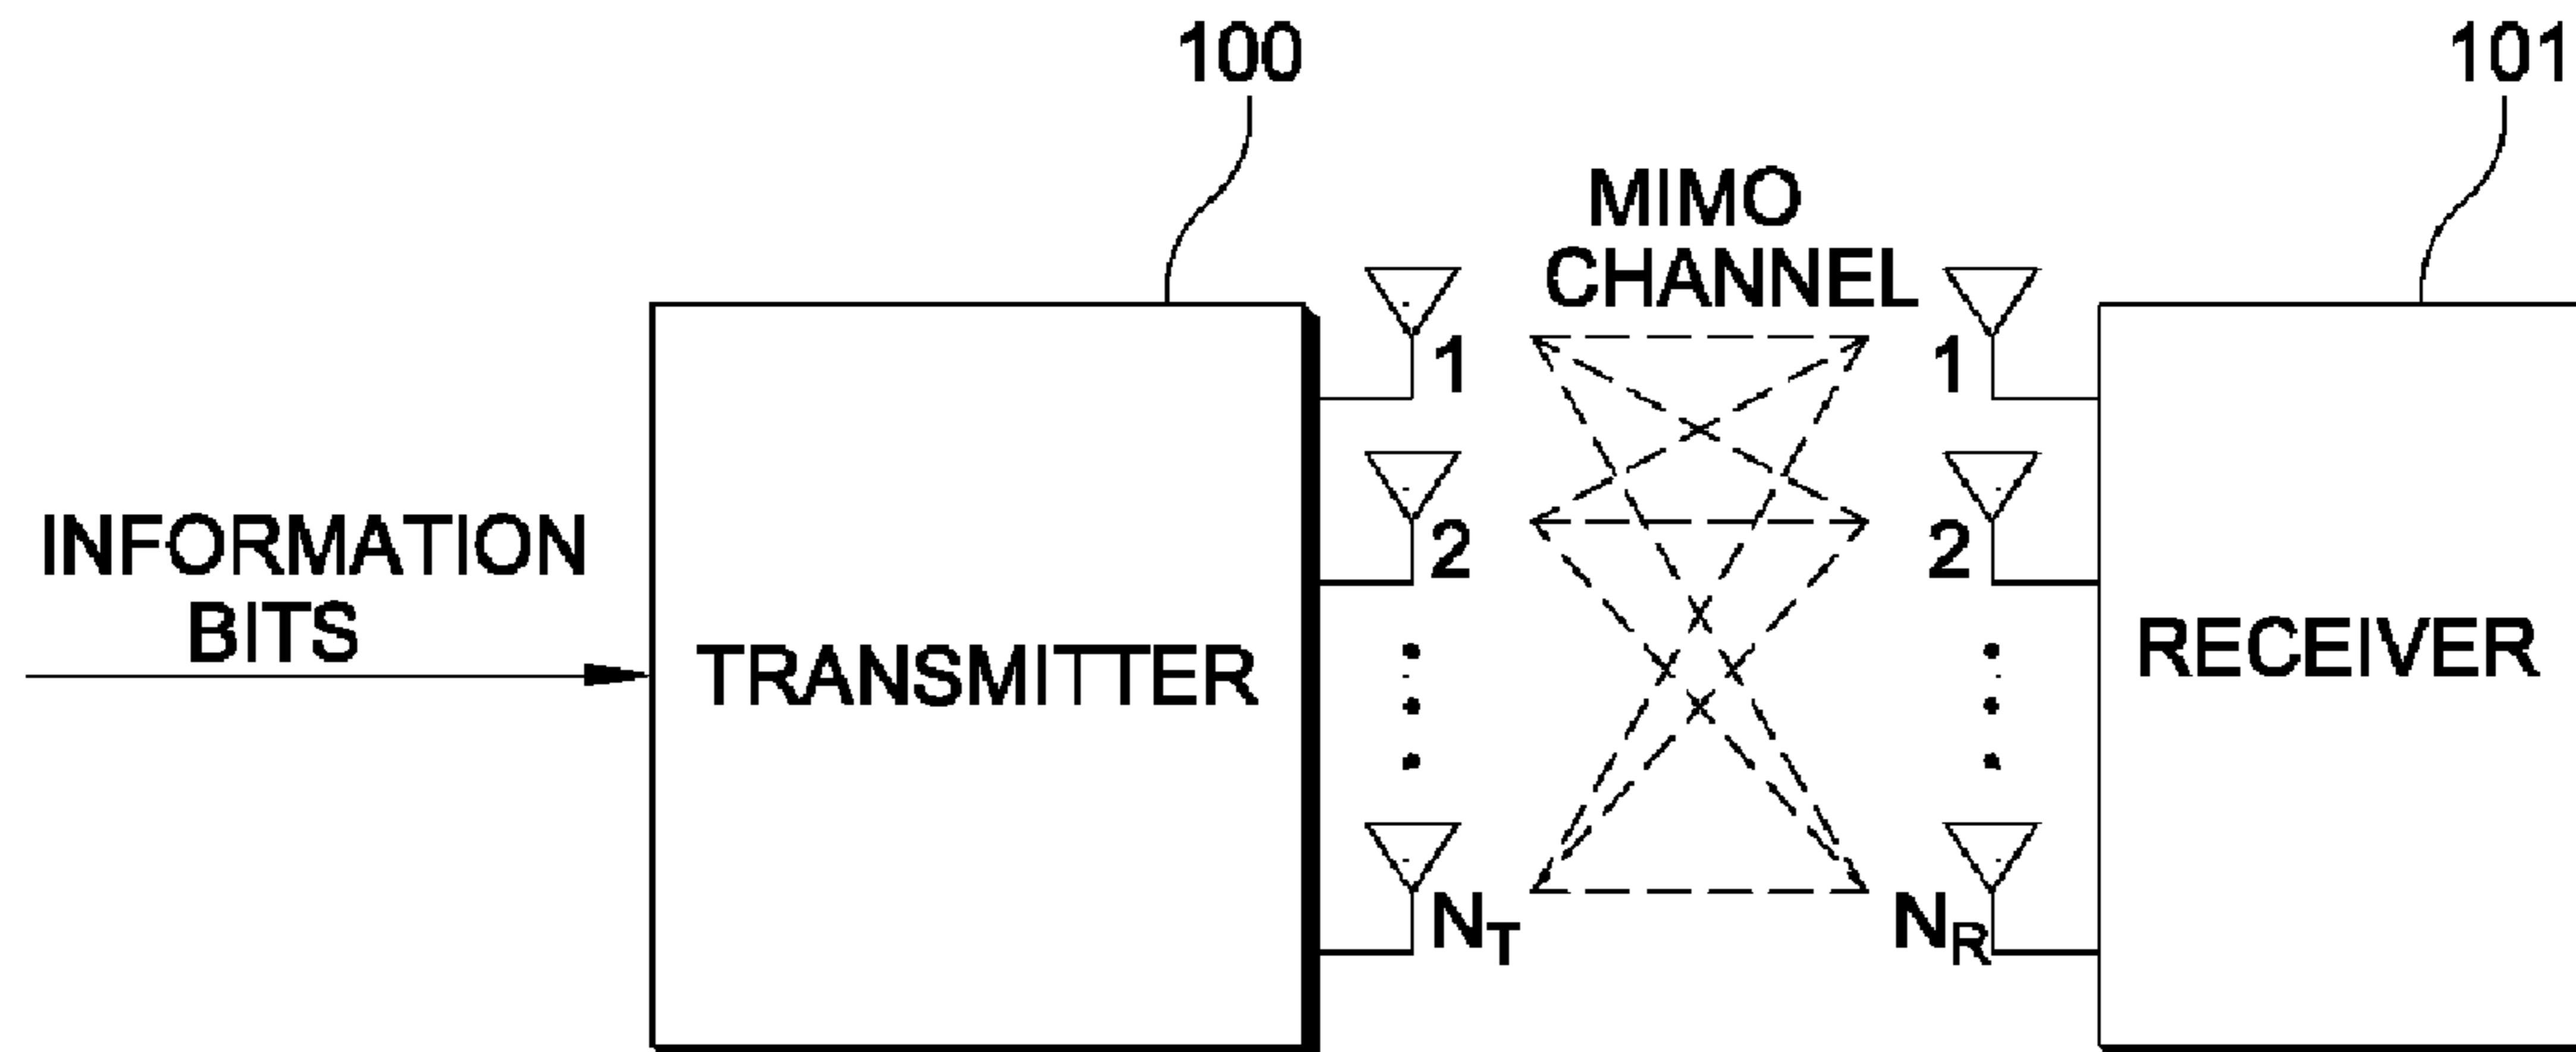 100
101
MIMO
CHANNEL
1
1
2
2
INFORMATION
BITS
TRANSMITTER
RECEIVER
N_T
N_R